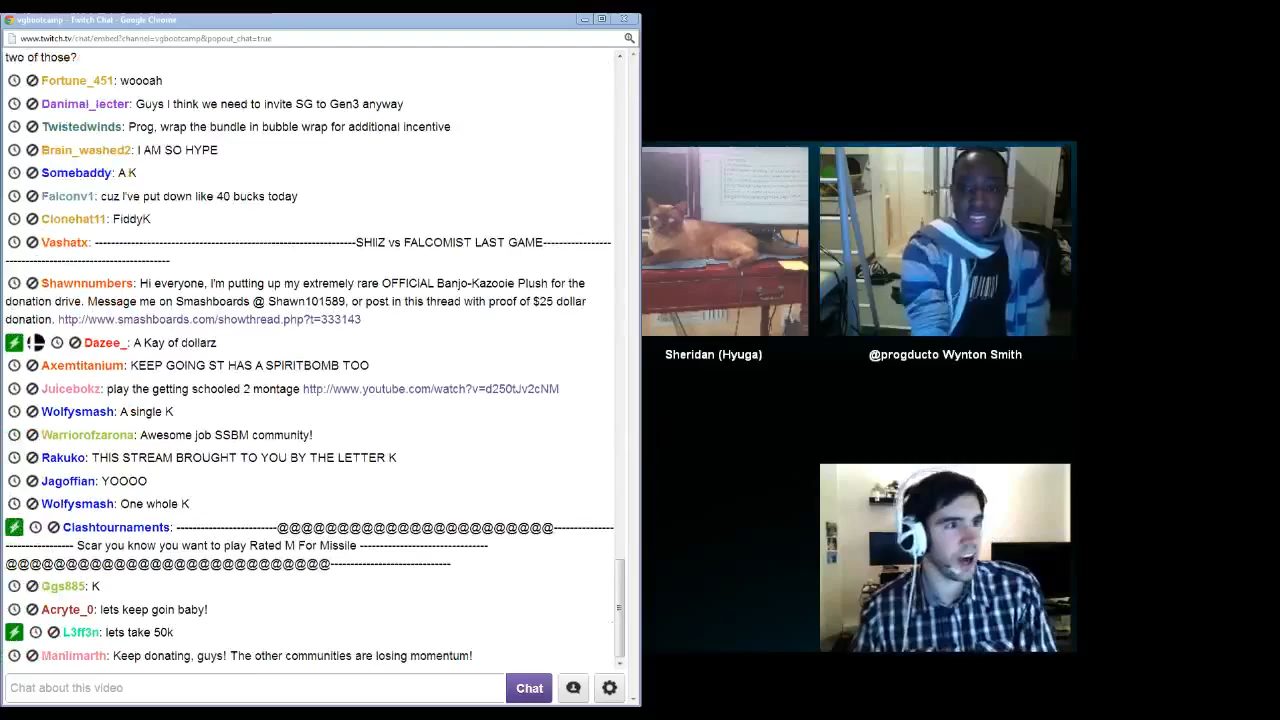 vgbootcamp - Twitch Chat - Google Chrome
www.twitch.tv/chat/embed?channel=vgbootcamp&popout_chat=true
two of those?
Fortune_451: woooah
Danimal_lecter: Guys I think we need to invite SG to Gen3 anyway
Twistedwinds: Prog, wrap the bundle in bubble wrap for additional incentive
Brain_washed2: I AM SO HYPE
Somebaddy: A K
Falconv1: cuz I've put down like 40 bucks today
Clonehat11: FiddyK
Vashatx: -----------------------------------------------------------------SHIIZ vs FALCOMIST LAST GAME-----------------
-----------------------------------------
Shawnnumbers: Hi everyone, I'm putting up my extremely rare OFFICIAL Banjo-Kazooie Plush for the
donation drive. Message me on Smashboards @ Shawn101589, or post in this thread with proof of $25 dollar
donation. http://www.smashboards.com/showthread.php?t=333143
Dazee_: A Kay of dollarz
Axemtitanium: KEEP GOING ST HAS A SPIRITBOMB TOO
Juicebokz: play the getting schooled 2 montage http://www.youtube.com/watch?v=d250tJv2cNM
Wolfysmash: A single K
Warriorofzarona: Awesome job SSBM community!
Rakuko: THIS STREAM BROUGHT TO YOU BY THE LETTER K
Jagoffian: YOOOO
Wolfysmash: One whole K
Clashtournaments: -------------------------@@@@@@@@@@@@@@@@@@@@@@@---------------
----------------- Scar you know you want to play Rated M For Missile --------------------------------
@@@@@@@@@@@@@@@@@@@@@@@@@@@------------------------------
Ggs885: K
Acryte_0: lets keep goin baby!
L3ff3n: lets take 50k
Manlimarth: Keep donating, guys! The other communities are losing momentum!
Chat about this video
Chat
Sheridan (Hyuga)
@progducto Wynton Smith